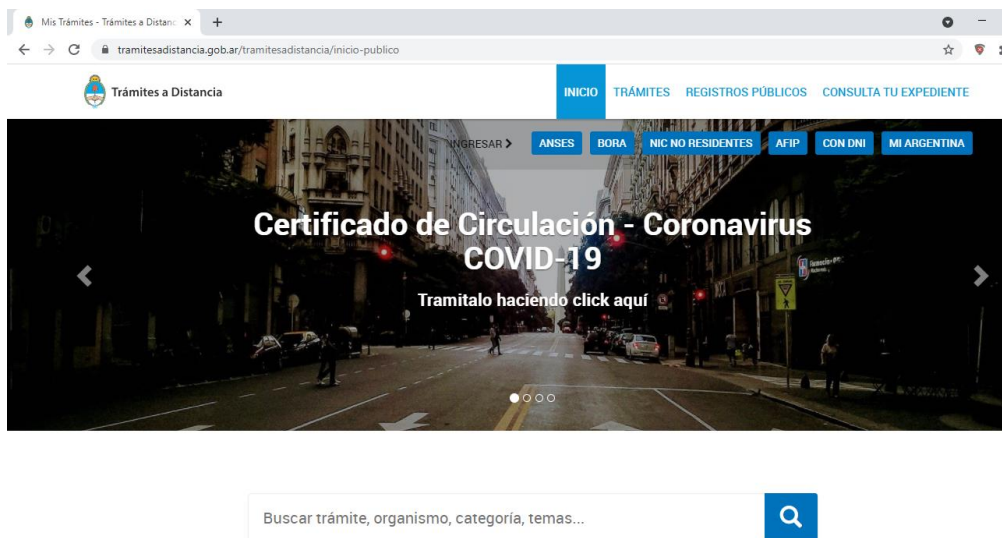 Mis Trámites - Trámites a Distanc
tramitesadistancia.gob.ar/tramitesadistancia/inicio-publico
Trámites a Distancia
INICIO TRÁMITES REGISTROS PÚBLICOS CONSULTA TU EXPEDIENTE
INGRESAR ANSES BORA NIC NO RESIDENTES AFIP CON DNI MI ARGENTINA
Certificado de Circulación - Coronavirus
COVID-19
Tramitalo haciendo click aquí
Buscar trámite, organismo, categoría, temas...